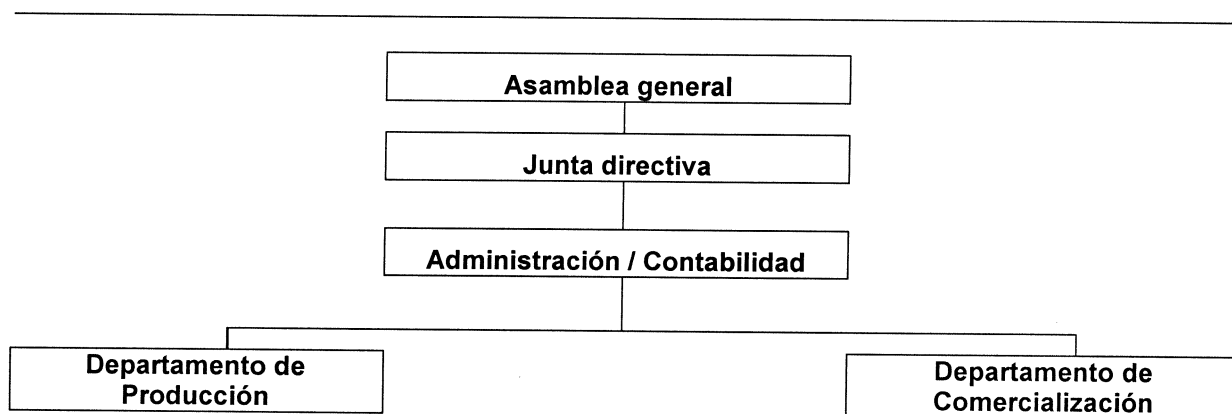 Asamblea general
Junta directiva
Administración / Contabilidad
Departamento de
Producción
Departamento de
Comercialización